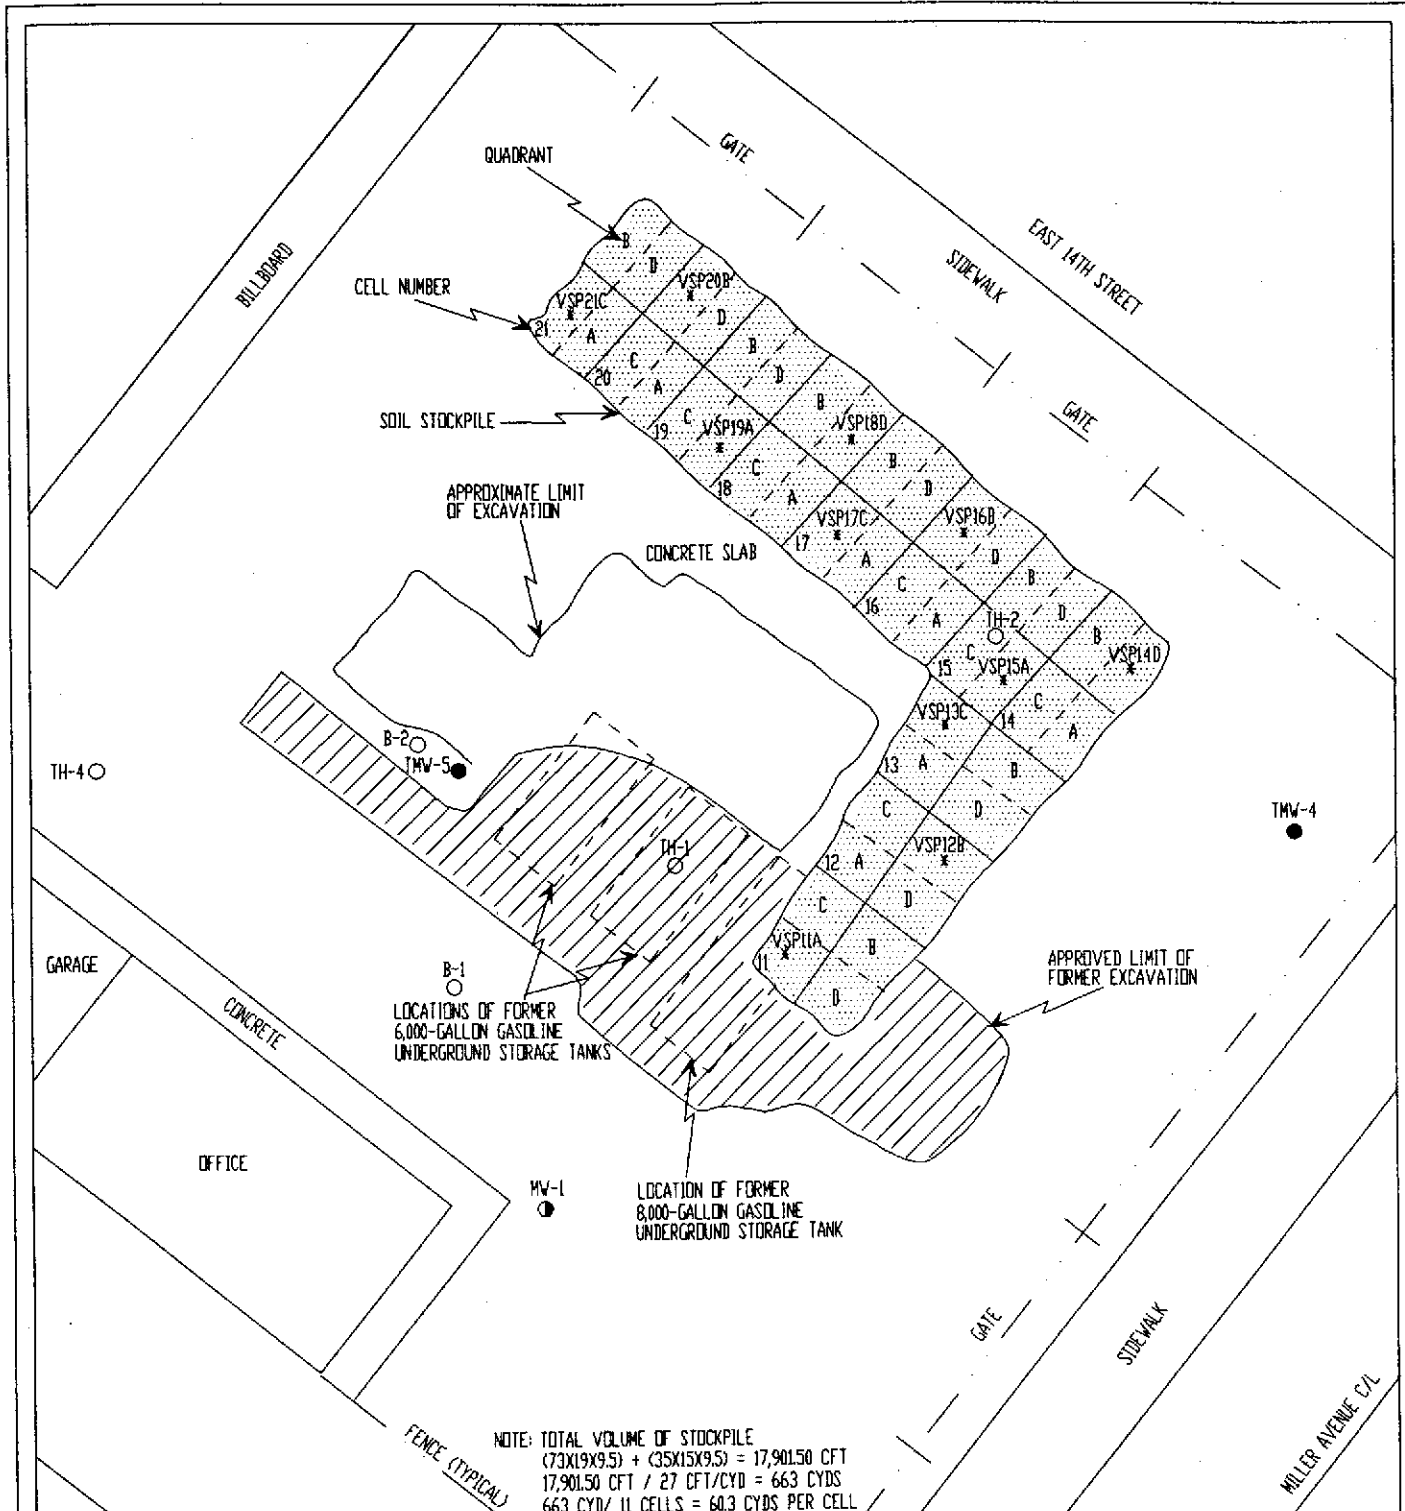 GATE
QUADRANT
EAST 14TH STREET
SIDEWALK
BILLBOARD
CELL NUMBER
B
D
VSP20B
VSP21C
21
A
D
C
B
20
A
D
SOIL STOCKPILE
19
C
VSP19A
B
VSP18D
GATE
18
C
A
B
D
APPROXIMATE LIMIT
OF EXCAVATION
VSP17C
VSP16B
17
CONCRETE SLAB
A
D
16
C
B
A
TH-2
D
B
15
C
VSP15A
VSP14D
C
VSP13C
14
A
B-2
TMW-5
TH-4
13
A
B
C
D
TMW-4
TH-1
12
A
VSP12B
C
D
VSP11A
B
11
D
APPROVED LIMIT OF
FORMER EXCAVATION
GARAGE
B-1
CONCRETE
LOCATIONS OF FORMER
6,000-GALLON GASOLINE
UNDERGROUND STORAGE TANKS
OFFICE
MW-1
LOCATION OF FORMER
8,000-GALLON GASOLINE
UNDERGROUND STORAGE TANK
GATE
SIDEWALK
MILLER AVENUE C/L
FENCE (TYPICAL)
NOTE: TOTAL VOLUME OF STOCKPILE
(73X19X9.5) + (35X15X9.5) = 17,901.50 CFT
17,901.50 CFT / 27 CFT/CYD = 663 CYDS
663 CYD/ 11 CELLS = 60.3 CYDS PER CELL